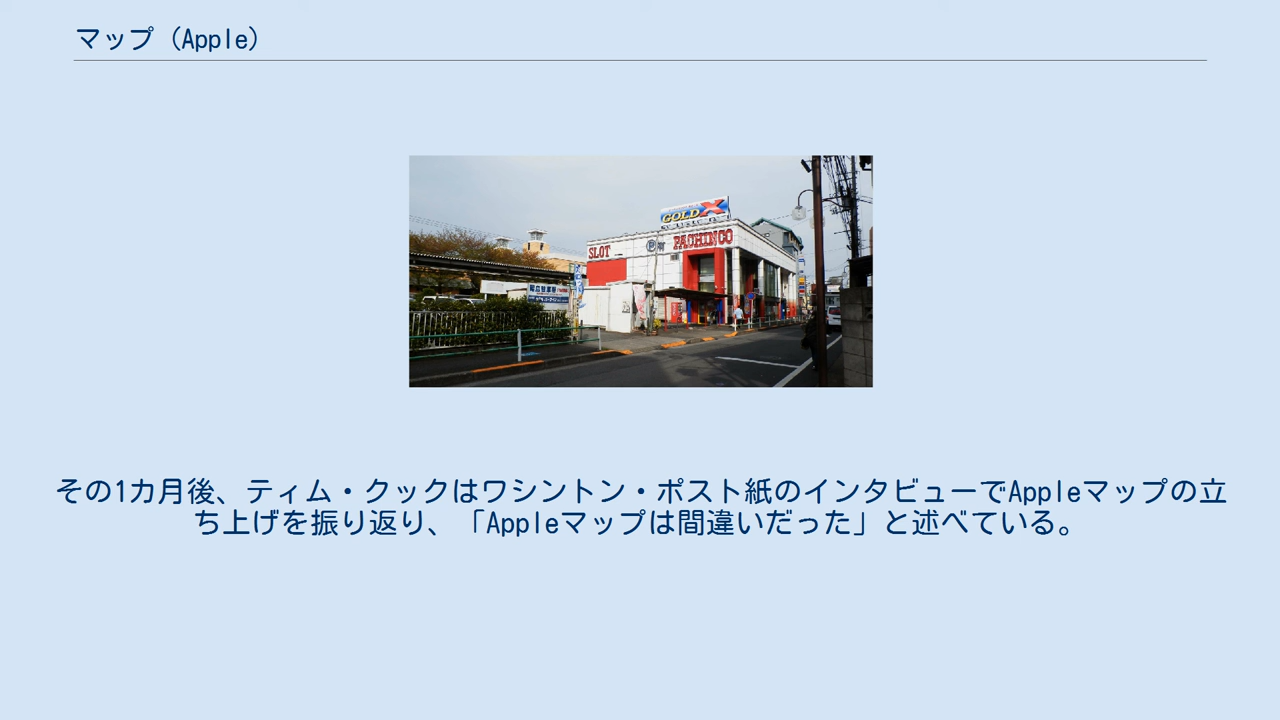 マップ（Apple）
GOLD X
SLOT
P有
PACHINCO
その1カ月後、ティム・クックはワシントン・ポスト紙のインタビューでAppleマップの立
ち上げを振り返り、「Appleマップは間違いだった」と述べている。